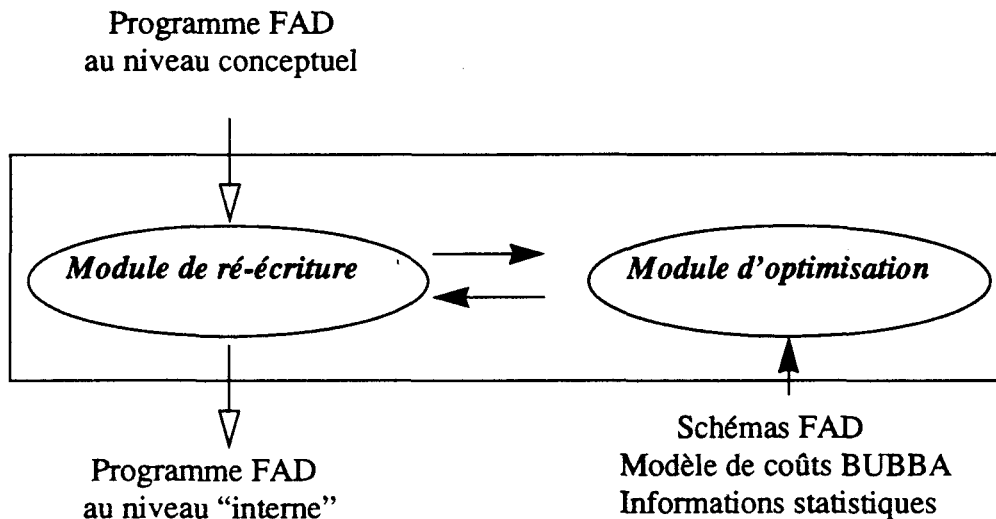 Programme FAD
au niveau conceptuel
Module de ré-écriture
Module d'optimisation
Programme FAD
au niveau “interne”
Schémas FAD
Modèle de coûts BUBBA
Informations statistiques